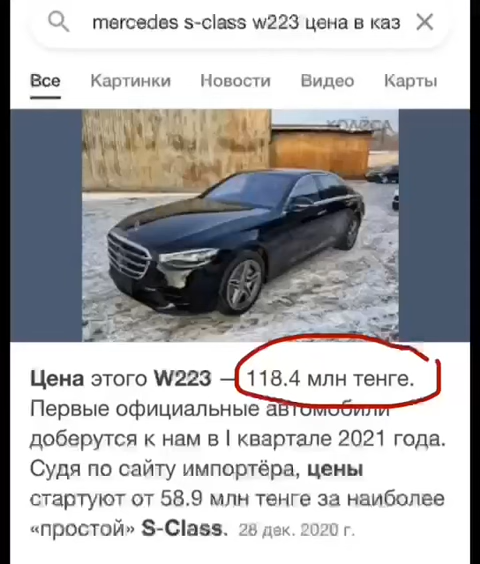 mercedes s-class w223 цена в каз
Все Картинки Новости Видео Карты
КОЛЁСА
Цена этого W223 — 118.4 млн тенге.
Первые официальные автомобили
доберутся к нам в I квартале 2021 года.
Судя по сайту импортёра, цены
стартуют от 58.9 млн тенге за наиболее
«простой» S-Class. 28 дек. 2020 г.